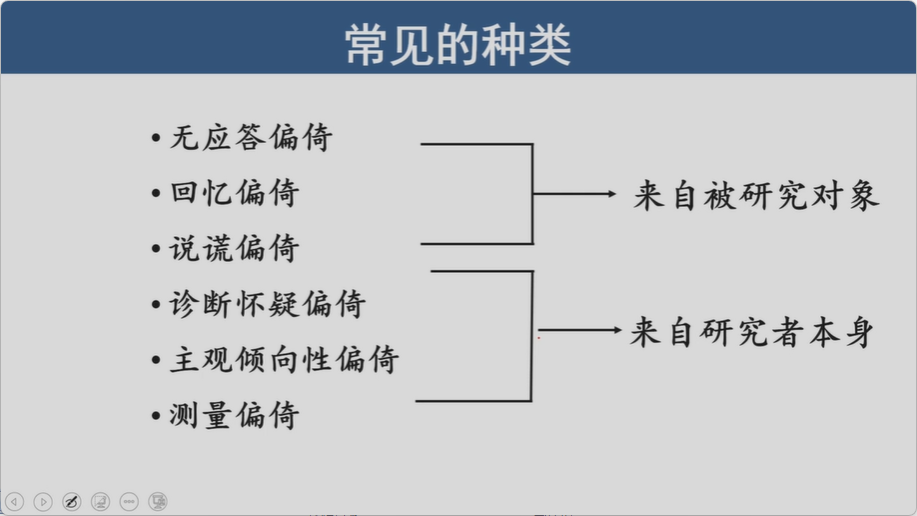 常见的种类
• 无应答偏倚
• 回忆偏倚
• 说谎偏倚
• 诊断怀疑偏倚
• 主观倾向性偏倚
• 测量偏倚
来自被研究对象
来自研究者本身